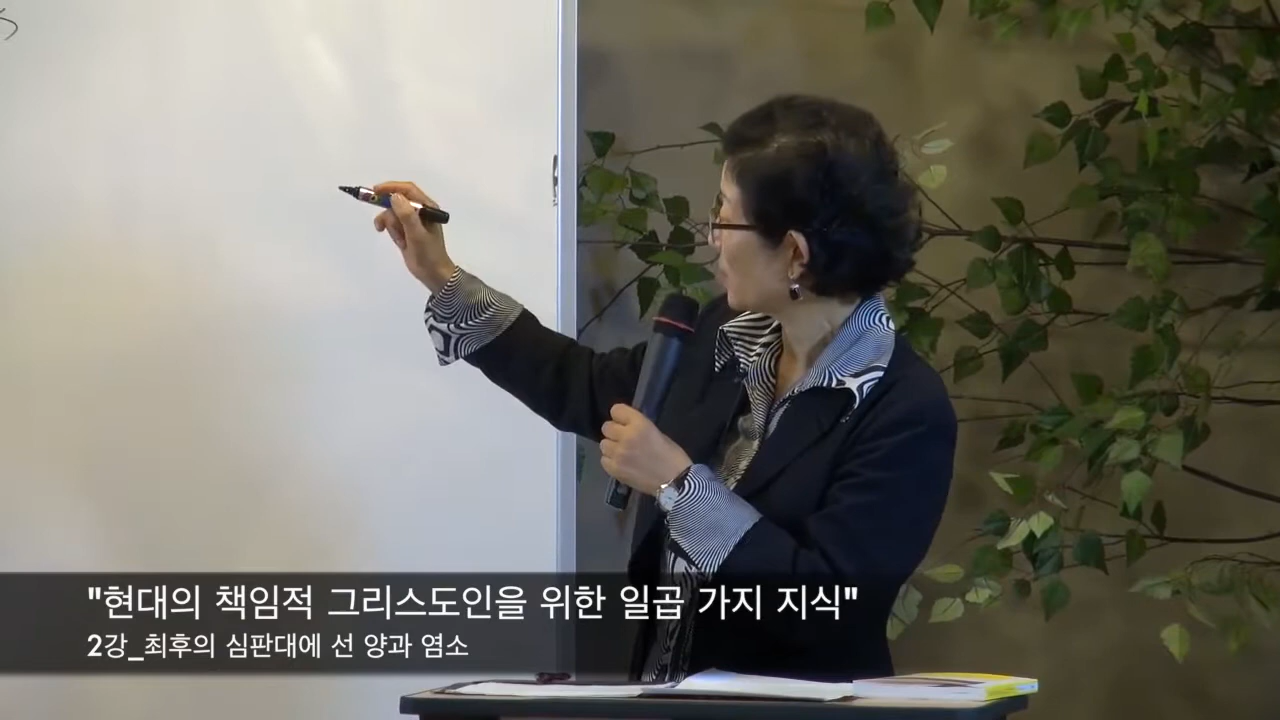 "현대의 책임적 그리스도인을 위한 일곱 가지 지식"
2강_최후의 심판대에 선 양과 염소